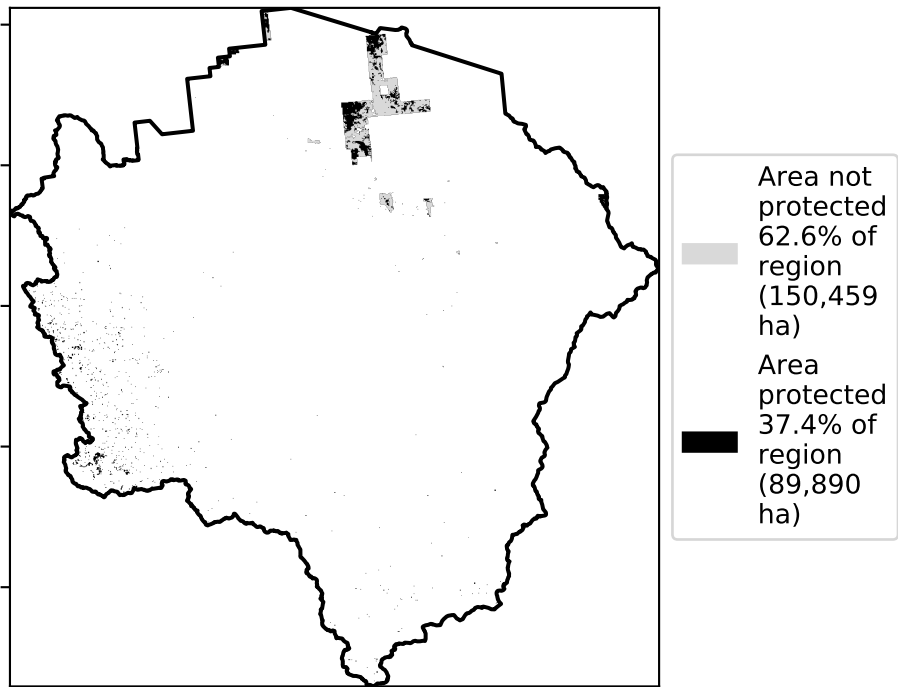 Area not
protected
62.6% of
region
(150,459
ha)
Area
protected
37.4% of
region
(89,890
ha)